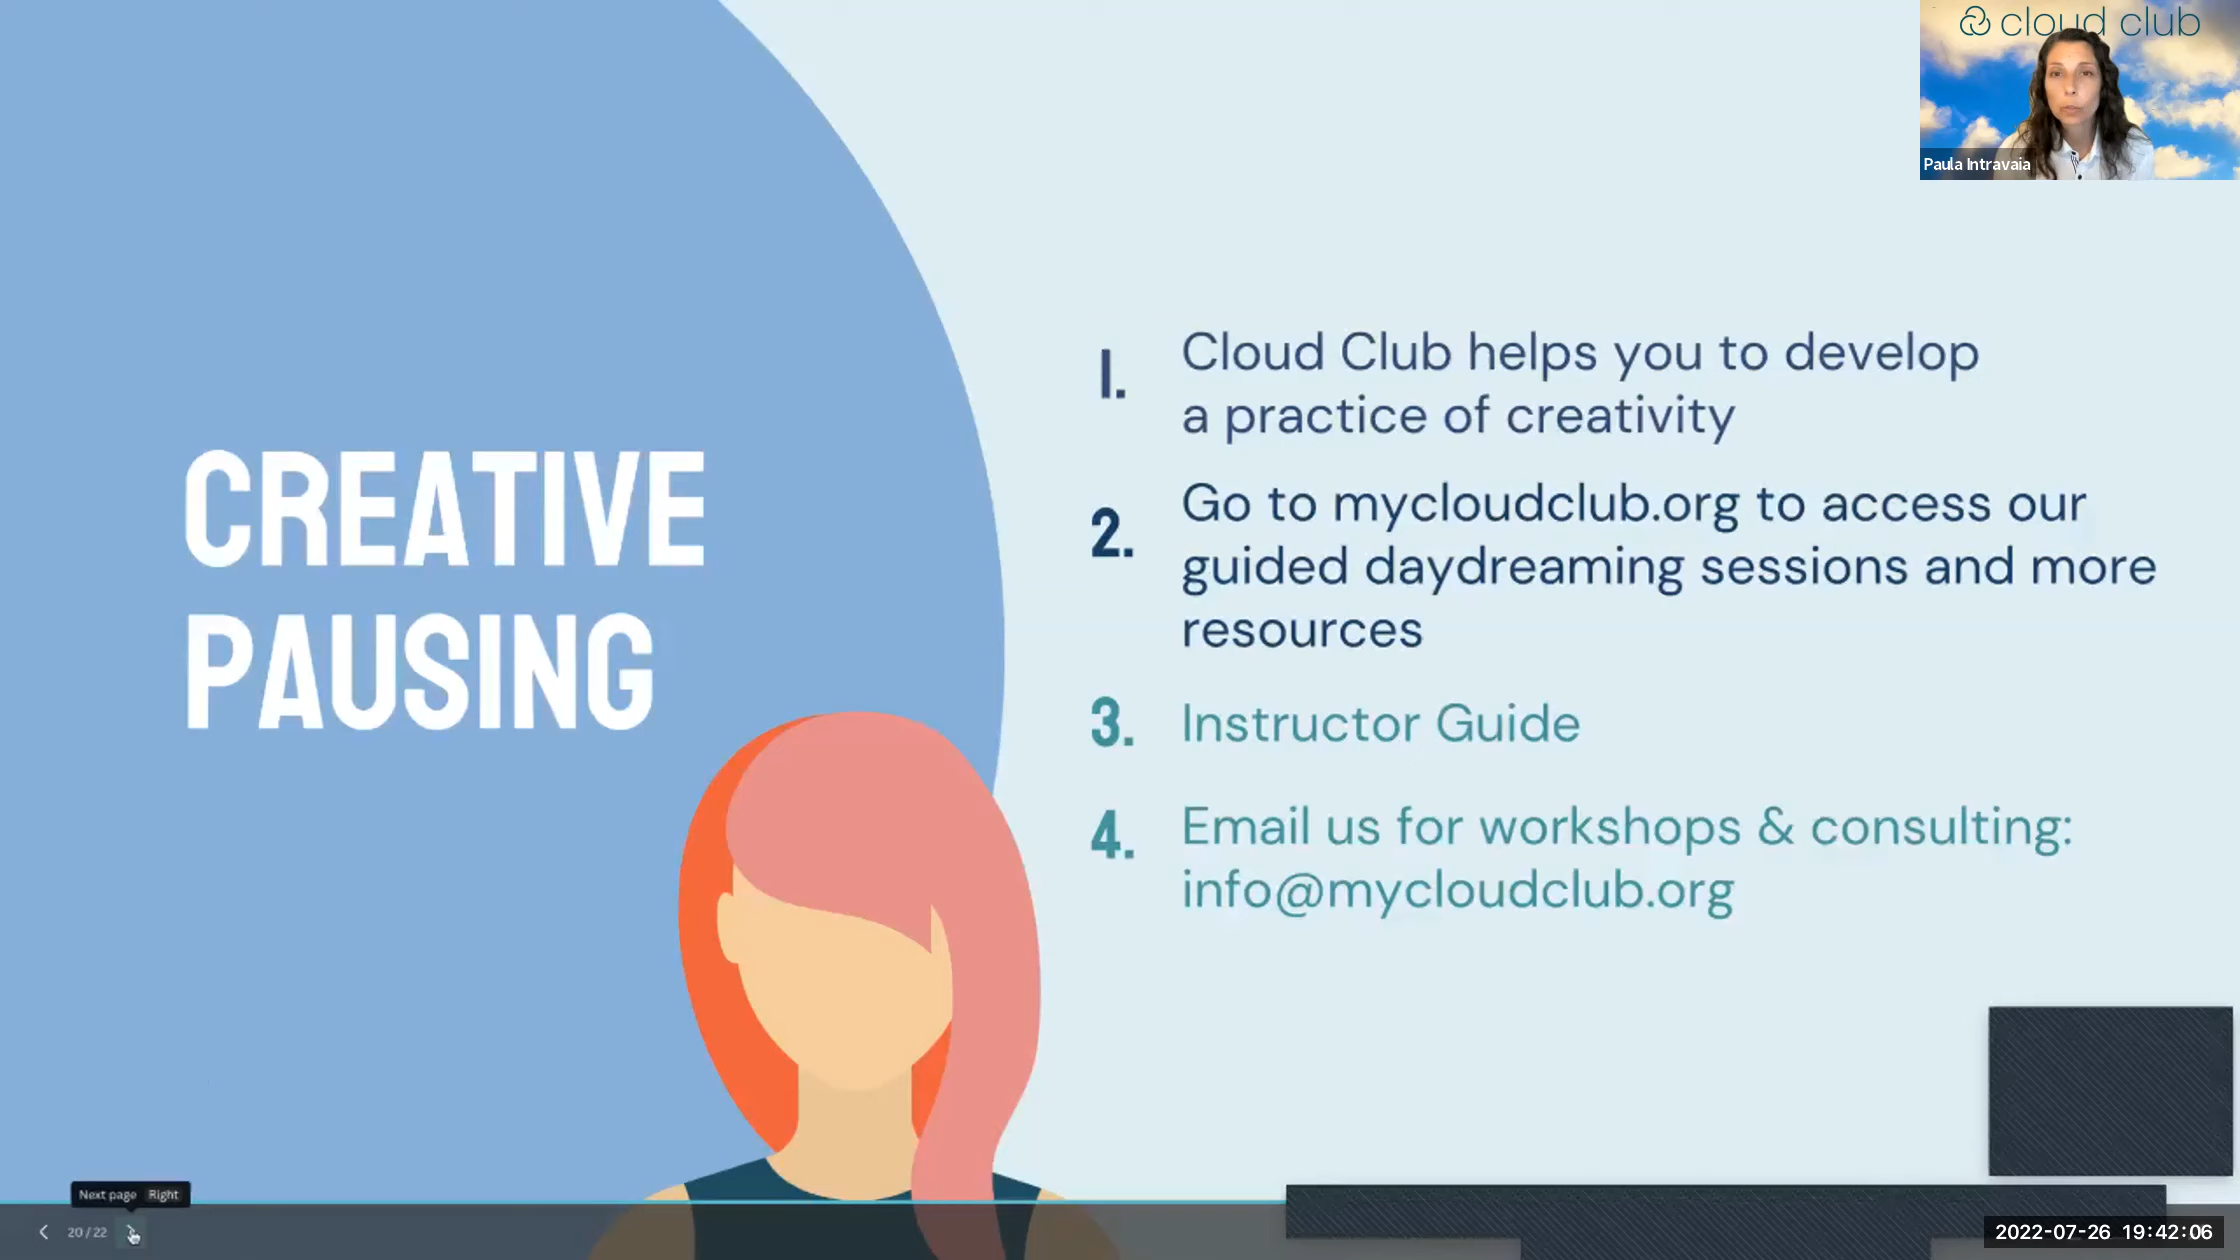 cloud club
Paula Intravaia
CREATIVE
PAUSING
1. Cloud Club helps you to develop
a practice of creativity
2. Go to mycloudclub.org to access our
guided daydreaming sessions and more
resources
3. Instructor Guide
4. Email us for workshops & consulting:
info@mycloudclub.org
Next page Right
20 / 22
2022-07-26 19:42:06